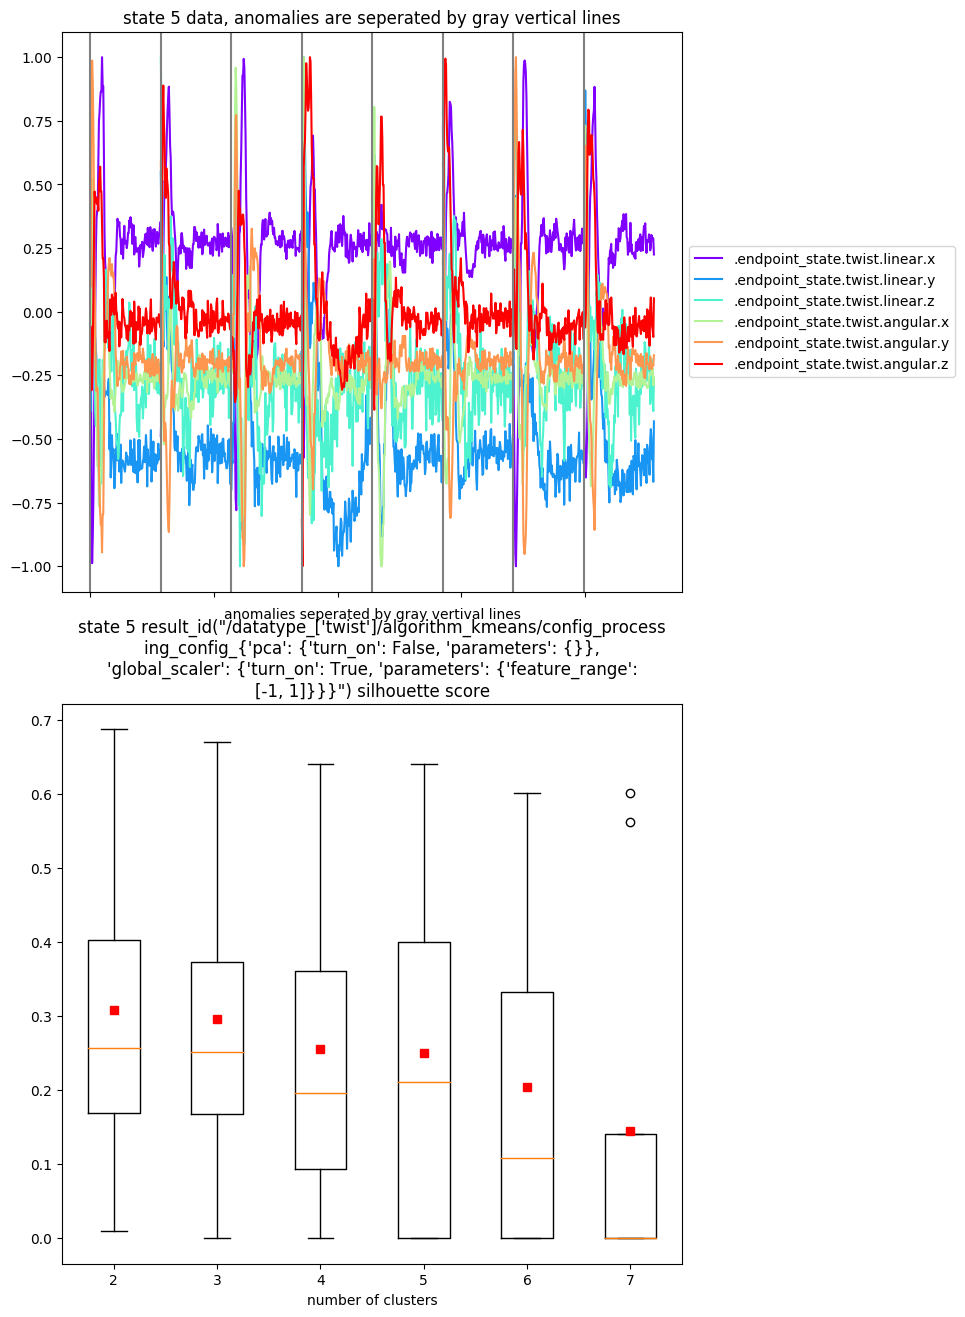 state 5 data, anomalies are seperated by gray vertical lines
1.00
0.75
0.50
0.25
0.00
−0.25
−0.50
−0.75
−1.00
.endpoint_state.twist.linear.x
.endpoint_state.twist.linear.y
.endpoint_state.twist.linear.z
.endpoint_state.twist.angular.x
.endpoint_state.twist.angular.y
.endpoint_state.twist.angular.z
anomalies seperated by gray vertival lines
state 5 result_id("/datatype_['twist']/algorithm_kmeans/config_process
ing_config_{'pca': {'turn_on': False, 'parameters': {}},
'global_scaler': {'turn_on': True, 'parameters': {'feature_range':
[-1, 1]}}}") silhouette score
0.7
0.6
0.5
0.4
0.3
0.2
0.1
0.0
2 3 4 5 6 7
number of clusters